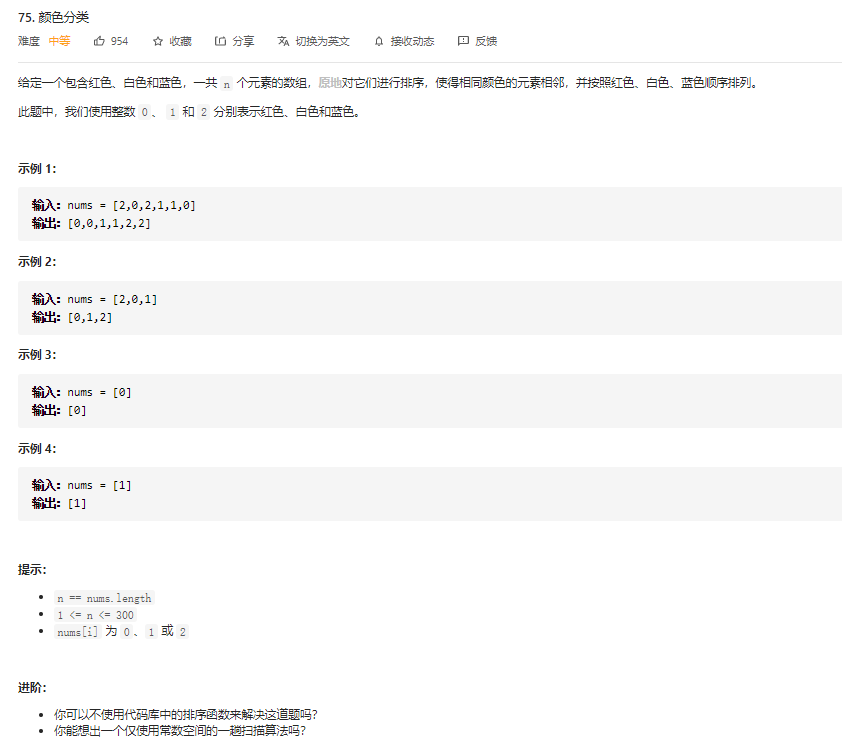 75. 颜色分类
难度 中等 954 收藏 分享 切换为英文 接收动态 反馈
给定一个包含红色、白色和蓝色，一共 n 个元素的数组，原地对它们进行排序，使得相同颜色的元素相邻，并按照红色、白色、蓝色顺序排列。
此题中，我们使用整数 0、 1 和 2 分别表示红色、白色和蓝色。
示例 1：
输入：nums = [2,0,2,1,1,0]
输出：[0,0,1,1,2,2]
示例 2：
输入：nums = [2,0,1]
输出：[0,1,2]
示例 3：
输入：nums = [0]
输出：[0]
示例 4：
输入：nums = [1]
输出：[1]
提示：
n == nums.length
1 <= n <= 300
nums[i] 为 0、1 或 2
进阶：
你可以不使用代码库中的排序函数来解决这道题吗？
你能想出一个仅使用常数空间的一趟扫描算法吗？